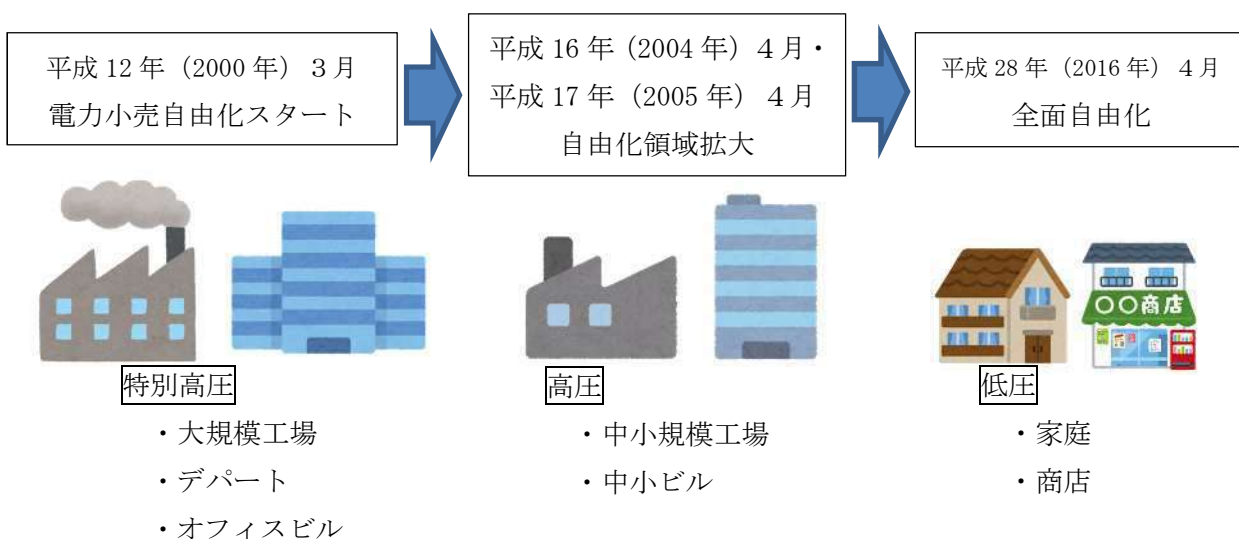 平成 12 年（2000 年）３月
電力小売自由化スタート
平成 16 年（2004 年）４月・
平成 17 年（2005 年）４月
自由化領域拡大
平成 28 年（2016 年）４月
全面自由化
〇〇商店
特別高圧
・大規模工場
・デパート
・オフィスビル
高圧
・中小規模工場
・中小ビル
低圧
・家庭
・商店